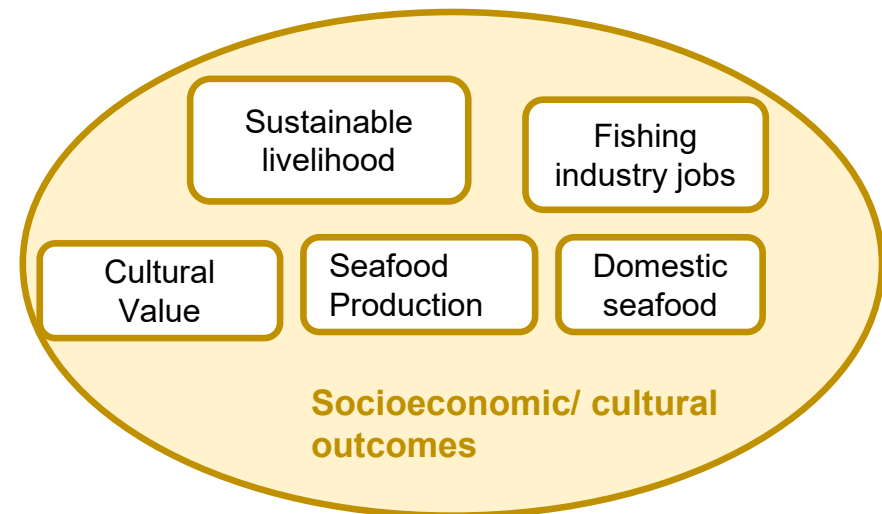 Sustainable
livelihood
Fishing
industry jobs
Cultural
Value
Seafood
Production
Domestic
seafood
Socioeconomic/ cultural
outcomes